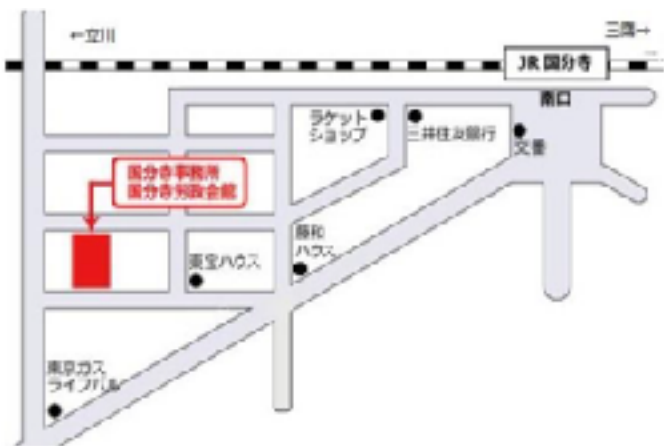 ←立川
三鷹→
JR 国分寺
南口
ラケット
ショップ
三井住友銀行
交番
国分寺事務所
国分寺労政会館
藤和
ハウス
東宝ハウス
東京ガス
ライフバル